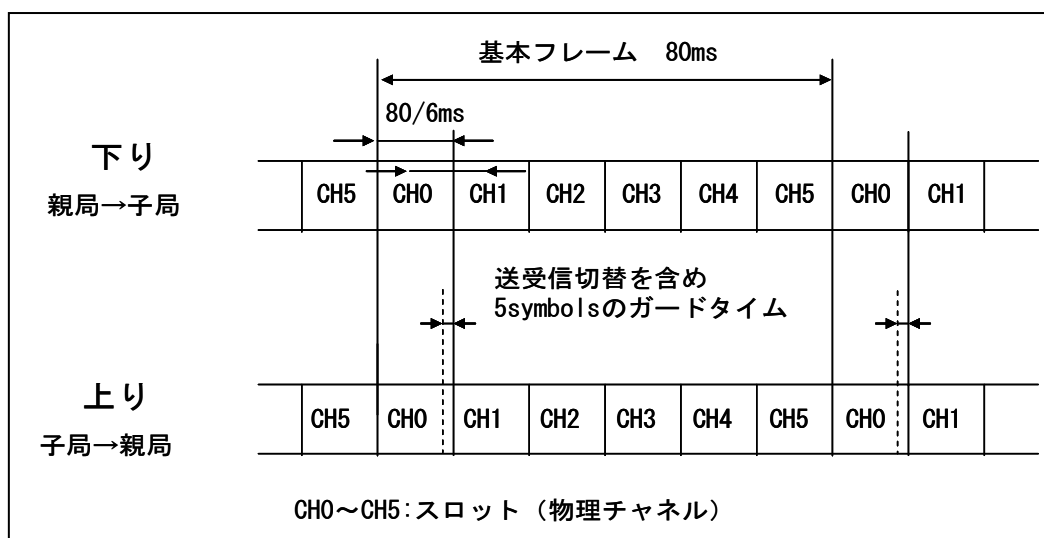 基本フレーム 80ms
80/6ms
下り
親局→子局
CH5 CH0 CH1 CH2 CH3 CH4 CH5 CH0 CH1
送受信切替を含め
5symbolsのガードタイム
上り
子局→親局
CH5 CH0 CH1 CH2 CH3 CH4 CH5 CH0 CH1
CH0～CH5:スロット（物理チャネル）